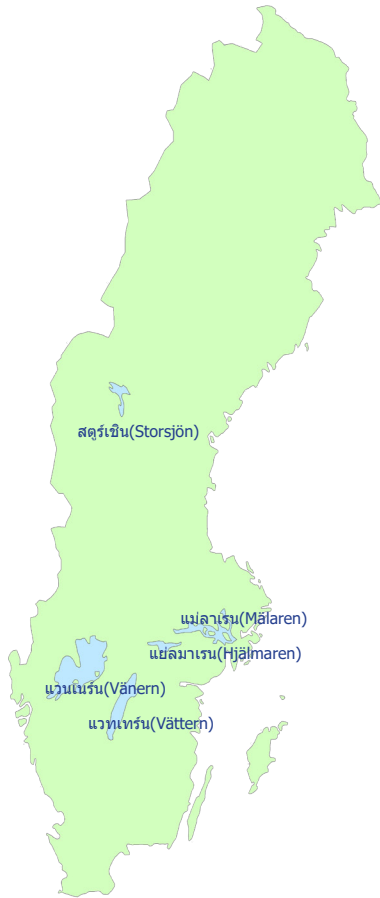 สตูร์เชิน(Storsjön)
แม่ลาเรน(Mälaren)
แยลมาเรน(Hjälmaren)
แวนเนร์น(Vänern)
แวทเทร์น(Vättern)